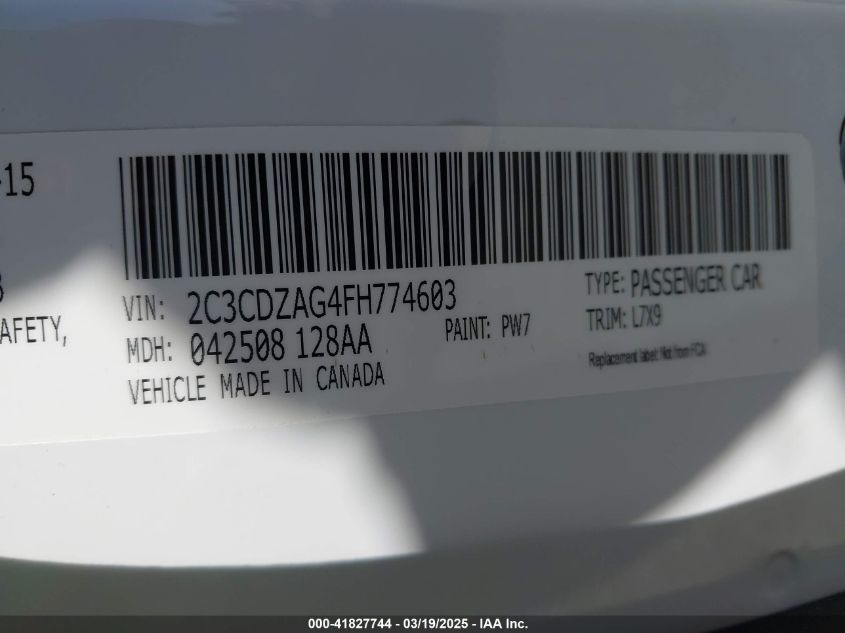 -15
VIN: 2C3CDZAG4FH774603
TYPE: PASSENGER CAR
AFETY,
MDH: 042508 128AA
PAINT: PW7
TRIM: L7X9
VEHICLE MADE IN CANADA
Replacement label: Not from FCA
000-41827744 - 03/19/2025 - IAA Inc.